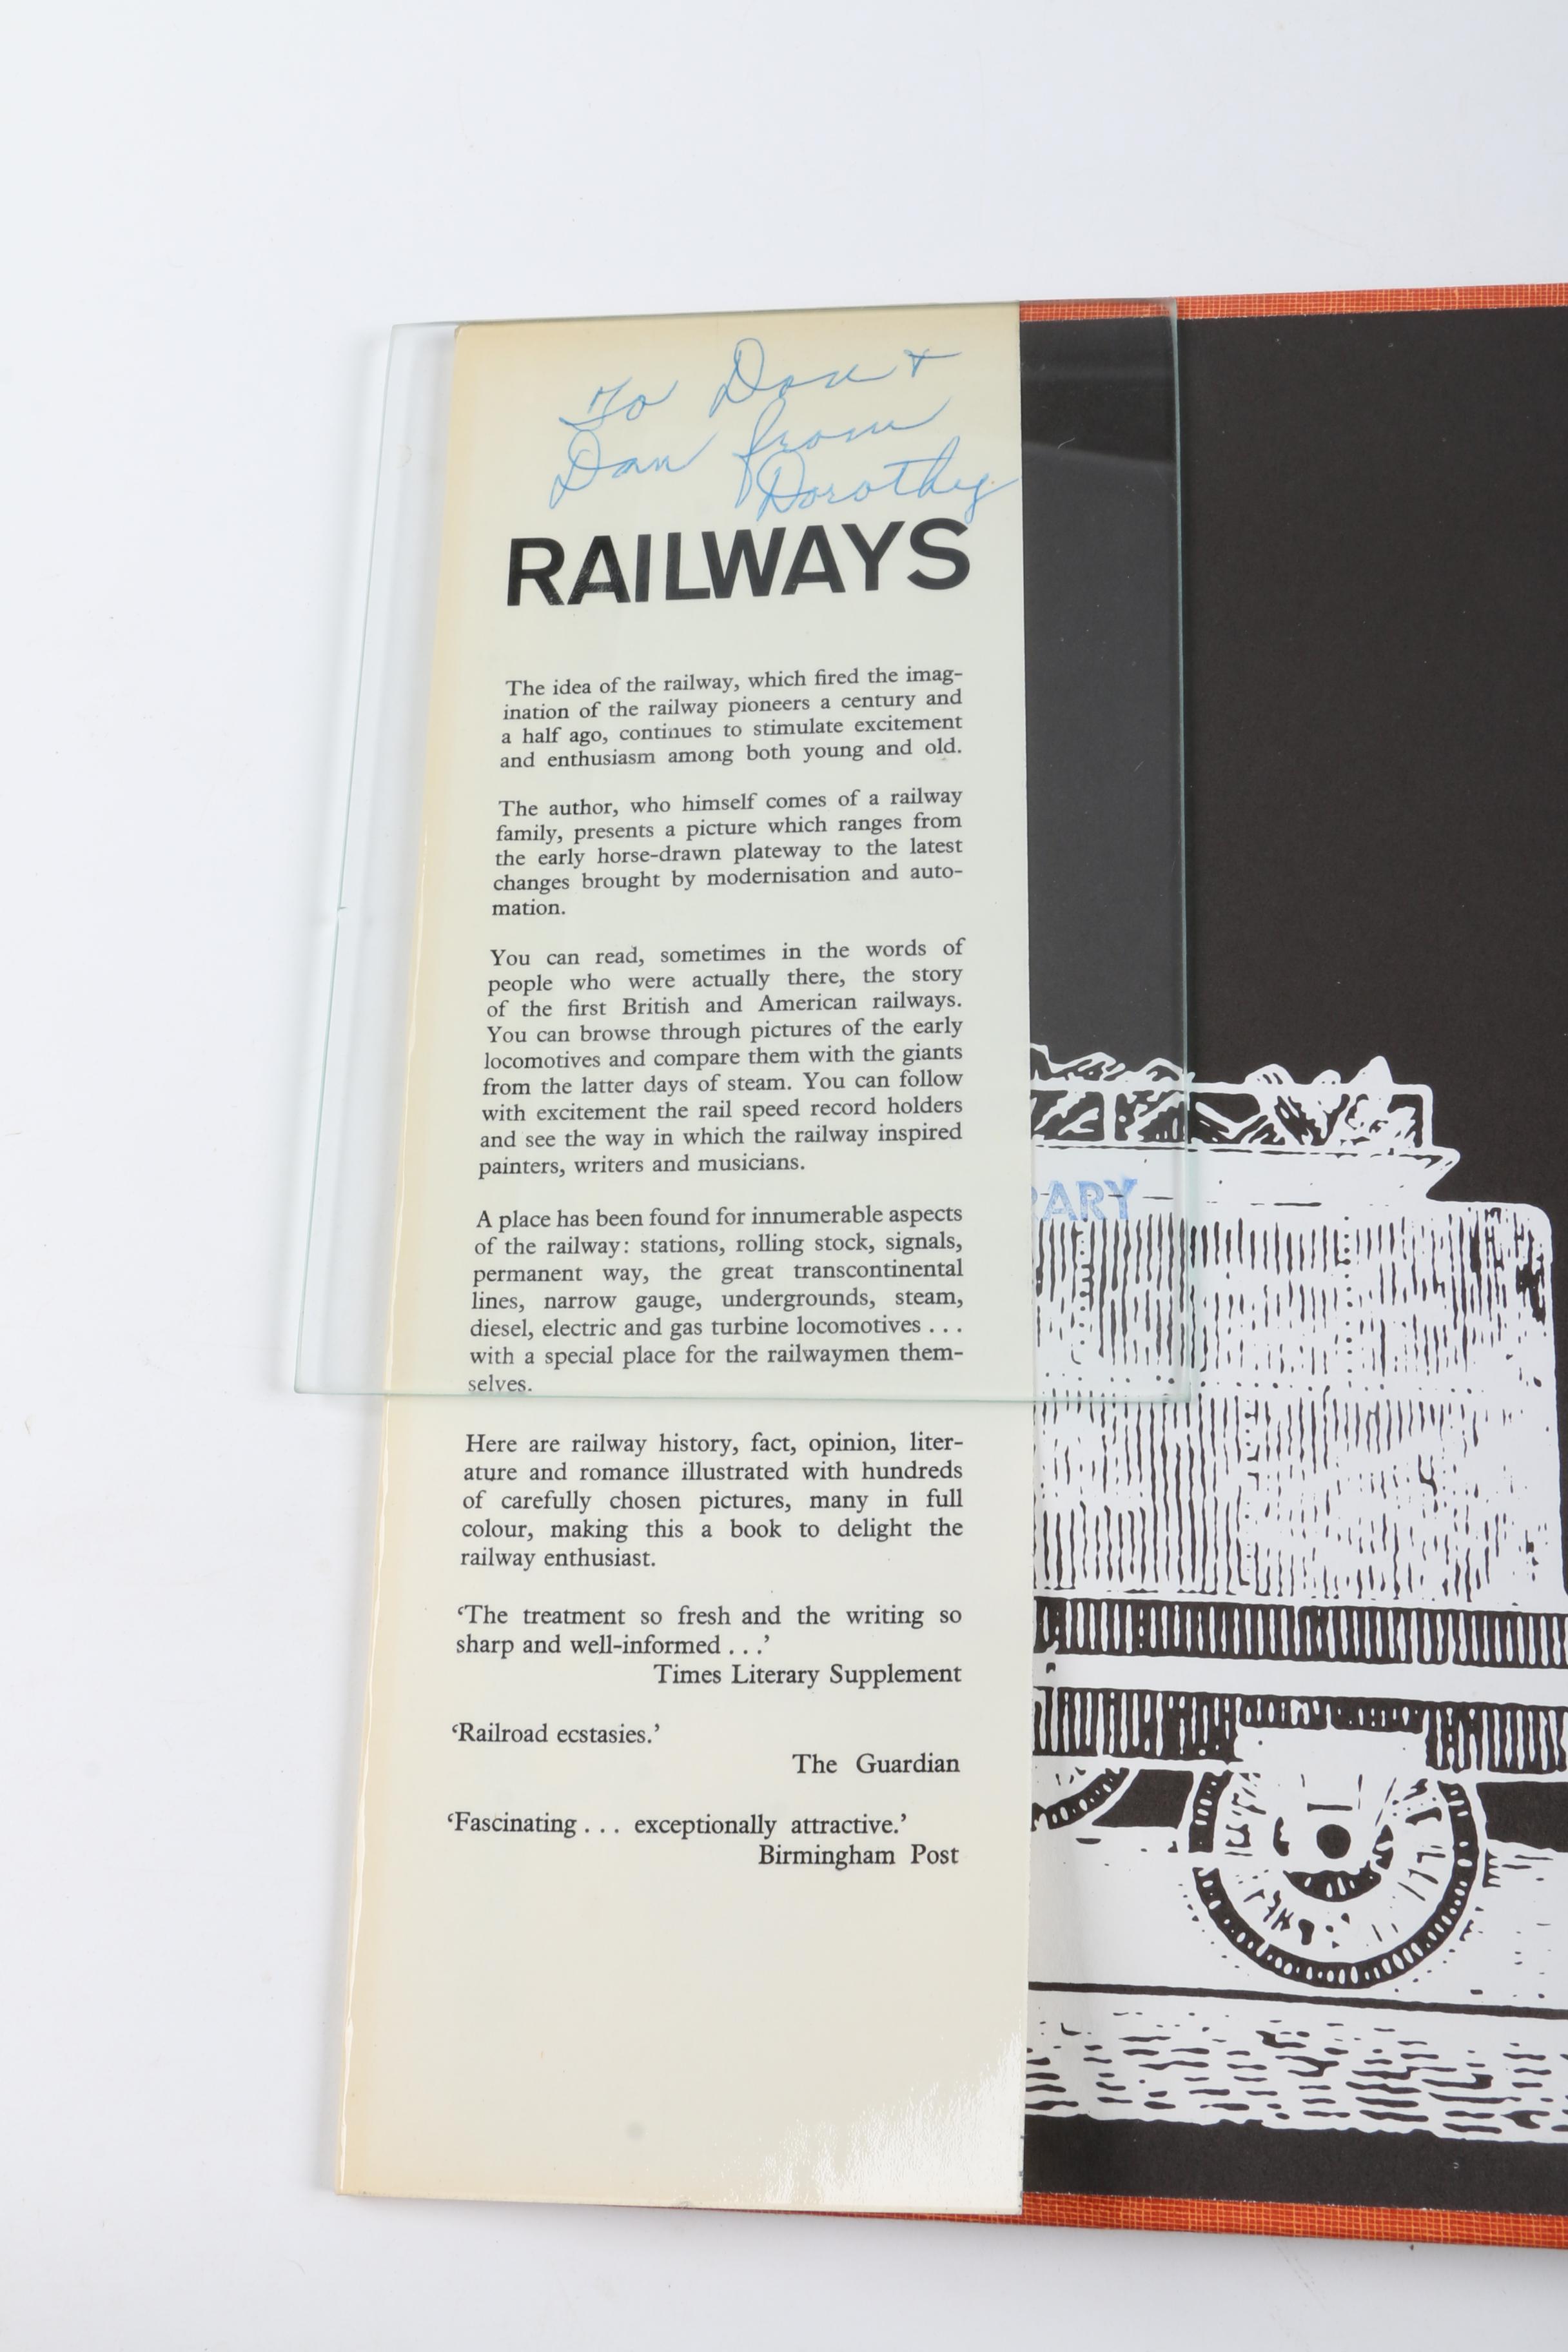 To Don +
Dan from
Dorothy
RAILWAYS
The idea of the railway, which fired the imag-
ination of the railway pioneers a century and
a half ago, continues to stimulate excitement
and enthusiasm among both young and old.
The author, who himself comes of a railway
family, presents a picture which ranges from
the early horse-drawn plateway to the latest
changes brought by modernisation and auto-
mation.
You can read, sometimes in the words of
people who were actually there, the story
of the first British and American railways.
You can browse through pictures of the early
locomotives and compare them with the giants
from the latter days of steam. You can follow
with excitement the rail speed record holders
and see the way in which the railway inspired
painters, writers and musicians.
A place has been found for innumerable aspects
of the railway: stations, rolling stock, signals,
permanent way, the great transcontinental
lines, narrow gauge, undergrounds, steam,
diesel, electric and gas turbine locomotives . . .
with a special place for the railwaymen them-
selves.
Here are railway history, fact, opinion, liter-
ature and romance illustrated with hundreds
of carefully chosen pictures, many in full
colour, making this a book to delight the
railway enthusiast.
‘The treatment so fresh and the writing so
sharp and well-informed . . .’
Times Literary Supplement
‘Railroad ecstasies.’
The Guardian
‘Fascinating . . . exceptionally attractive.’
Birmingham Post
RARY